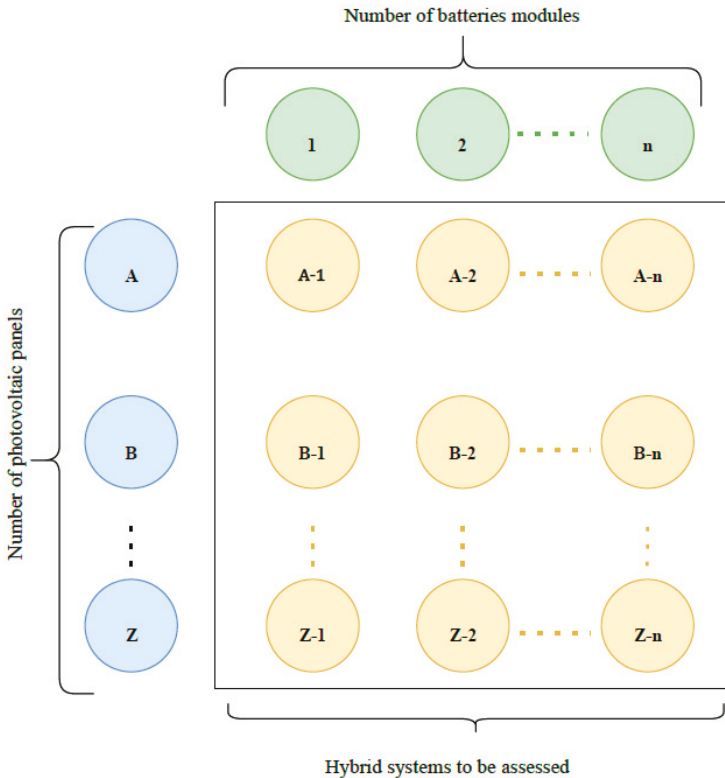 Number of batteries modules
1 2 n
Number of photovoltaic panels
A A-1 A-2 A-n
B B-1 B-2 B-n
Z Z-1 Z-2 Z-n
Hybrid systems to be assessed